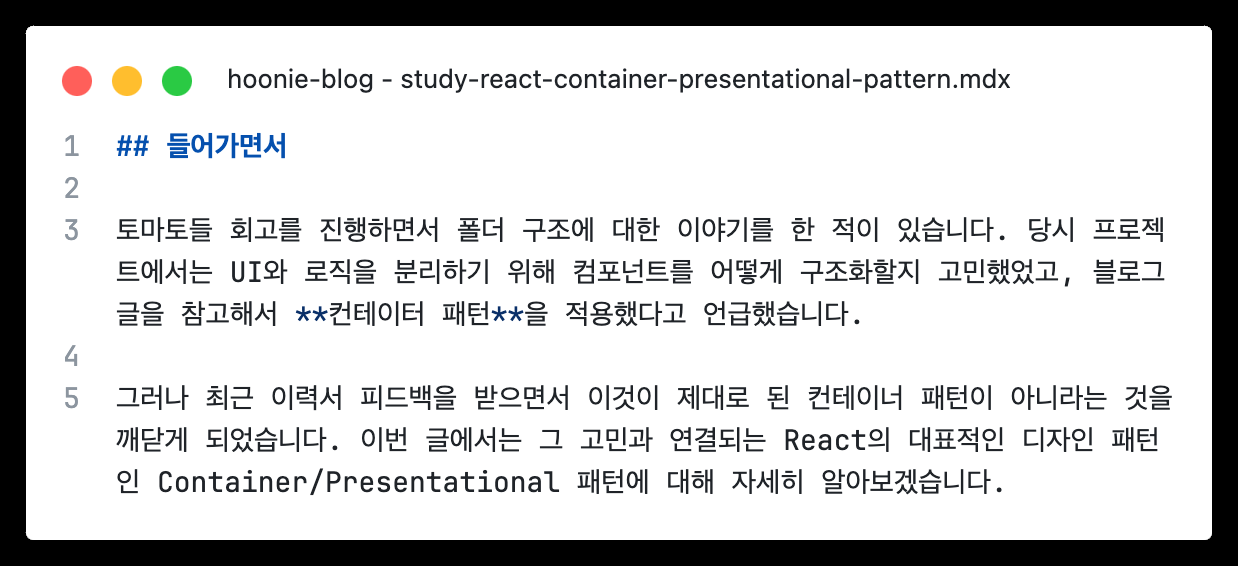 hoonie-blog - study-react-container-presentational-pattern.mdx
1 ## 들어가면서
2
3 토마토들 회고를 진행하면서 폴더 구조에 대한 이야기를 한 적이 있습니다. 당시 프로젝
트에서는 UI와 로직을 분리하기 위해 컴포넌트를 어떻게 구조화할지 고민했었고, 블로그
글을 참고해서 **컨테이터 패턴**을 적용했다고 언급했습니다.
4
5 그러나 최근 이력서 피드백을 받으면서 이것이 제대로 된 컨테이너 패턴이 아니라는 것을
깨닫게 되었습니다. 이번 글에서는 그 고민과 연결되는 React의 대표적인 디자인 패턴
인 Container/Presentational 패턴에 대해 자세히 알아보겠습니다.